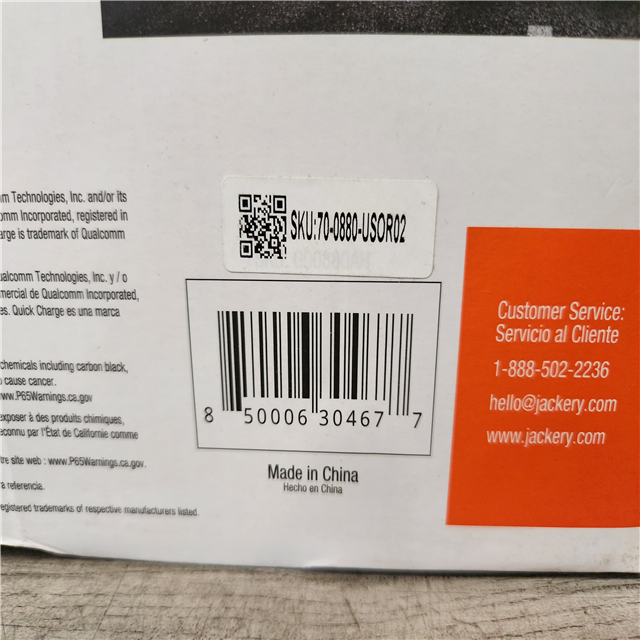 m Technologies, Inc. and/or its
omm Incorporated, registered in
arge is trademark of Qualcomm
SKU:70-0880-USOR02
ualcomm Technologies, Inc. y / o
mercial de Qualcomm Incorporated,
es. Quick Charge es una marca
chemicals including carbon black,
cause cancer.
www.P65Warnings.ca.gov
exposer à des produits chimiques,
econnu par l'État de Californie comme
tre site web : www.P65Warnings.ca.gov.
a referencia.
egistered trademarks of respective manufacturers listed.
8 50006 30467 7
Made in China
Hecho en China
Customer Service:
Servicio al Cliente
1-888-502-2236
hello@jackery.com
www.jackery.com